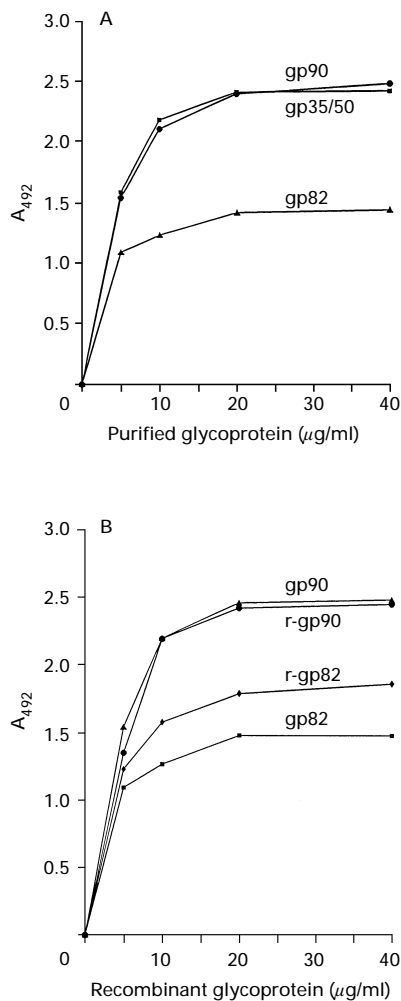 A
3.0
2.5
2.0
1.5
1.0
0.5
0
A492
gp90
gp35/50
gp82
10 20 30 40
Purified glycoprotein (μg/ml)
B
3.0
2.5
2.0
1.5
1.0
0.5
0
A492
gp90
r-gp90
r-gp82
gp82
10 20 30 40
Recombinant glycoprotein (μg/ml)